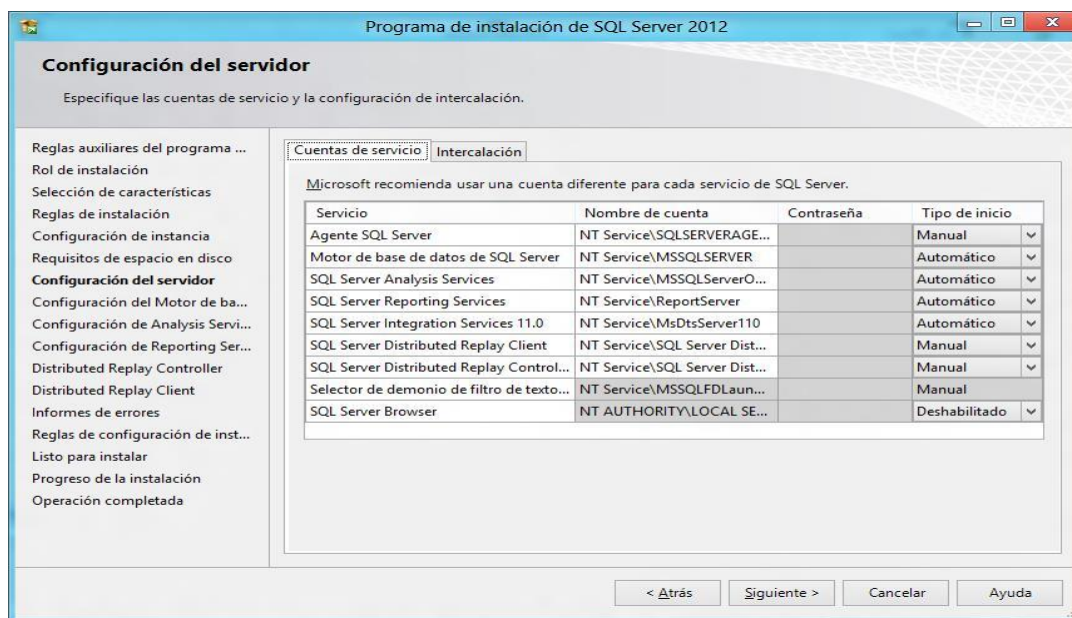 Programa de instalación de SQL Server 2012
Configuración del servidor
Especifique las cuentas de servicio y la configuración de intercalación.
Reglas auxiliares del programa ...
Rol de instalación
Selección de características
Reglas de instalación
Configuración de instancia
Requisitos de espacio en disco
Configuración del servidor
Configuración del Motor de ba...
Configuración de Analysis Servi...
Configuración de Reporting Ser...
Distributed Replay Controller
Distributed Replay Client
Informes de errores
Reglas de configuración de inst...
Listo para instalar
Progreso de la instalación
Operación completada
Cuentas de servicio Intercalación
Microsoft recomienda usar una cuenta diferente para cada servicio de SQL Server.
Servicio Nombre de cuenta Contraseña Tipo de inicio
Agente SQL Server NT Service\SQLSERVERAGE... Manual
Motor de base de datos de SQL Server NT Service\MSSQLSERVER Automático
SQL Server Analysis Services NT Service\MSSQLServerO... Automático
SQL Server Reporting Services NT Service\ReportServer Automático
SQL Server Integration Services 11.0 NT Service\MsDtsServer110 Automático
SQL Server Distributed Replay Client NT Service\SQL Server Dist... Manual
SQL Server Distributed Replay Control... NT Service\SQL Server Dist... Manual
Selector de demonio de filtro de texto... NT Service\MSSQLFDLaun... Manual
SQL Server Browser NT AUTHORITY\LOCAL SE... Deshabilitado
< Atrás Siguiente > Cancelar Ayuda